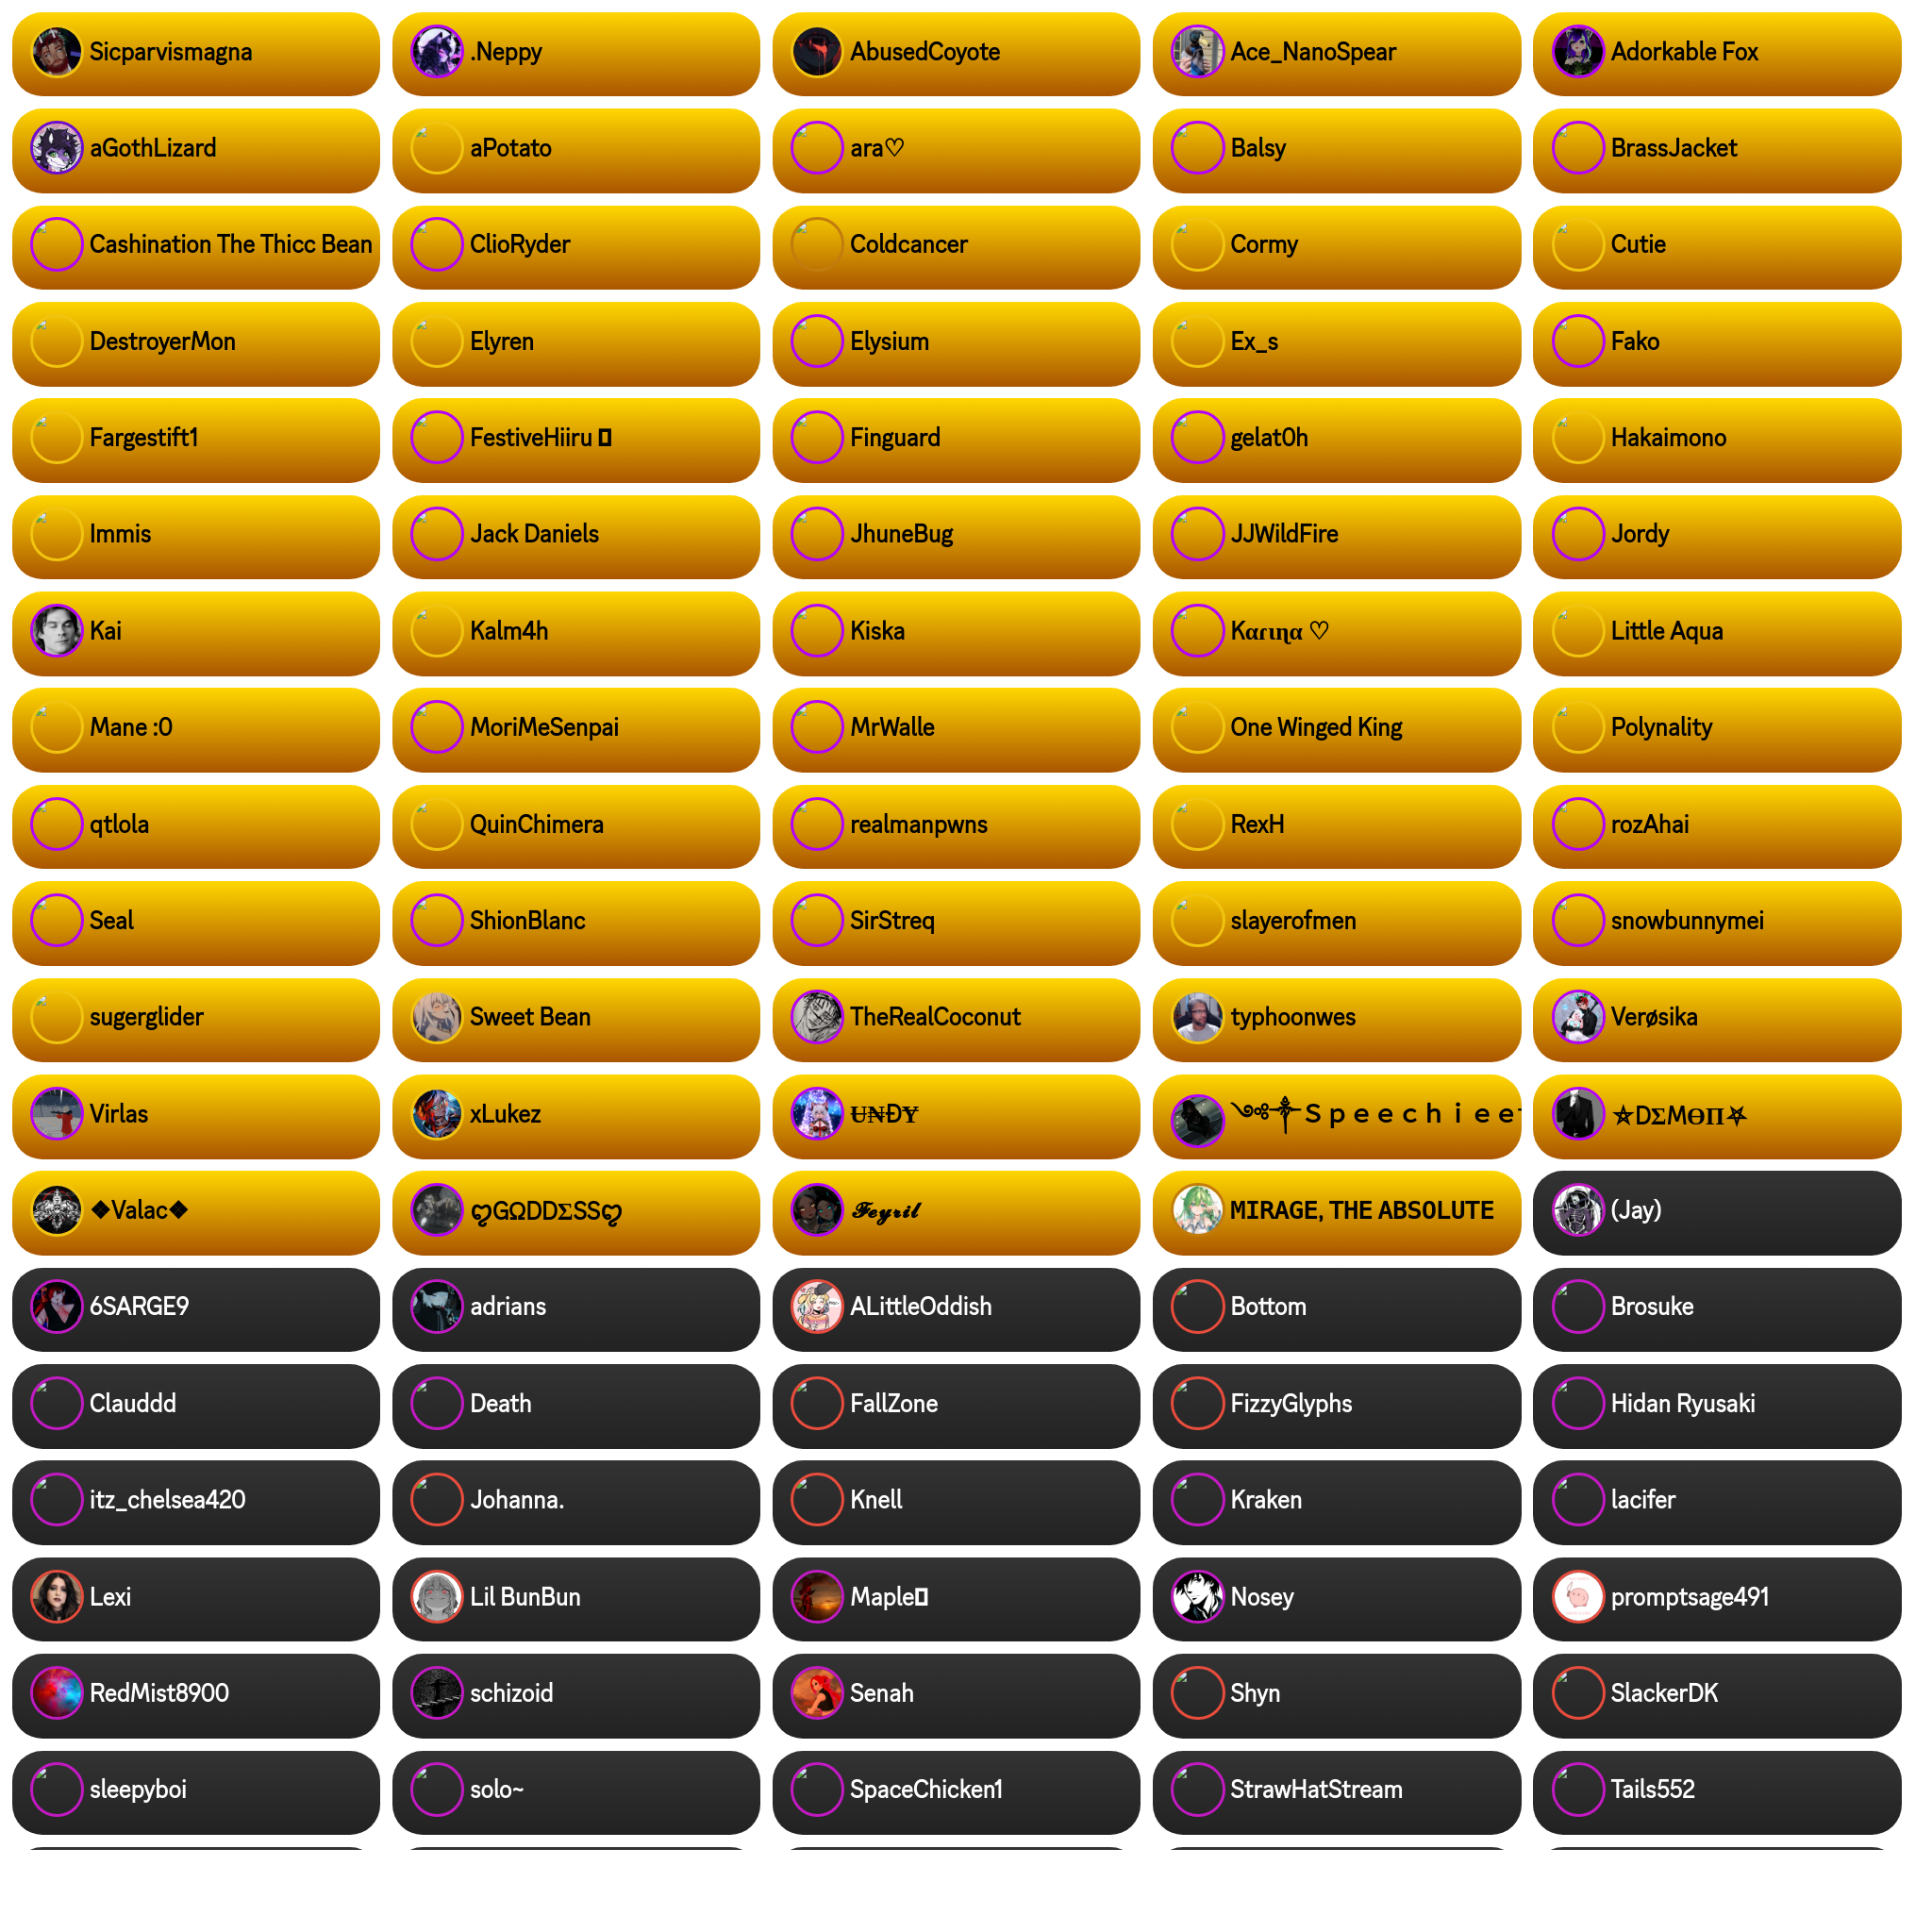 Sicparvismagna
.Neppy
AbusedCoyote
Ace_NanoSpear
Adorkable Fox
aGothLizard
aPotato
ara♡
Balsy
BrassJacket
Cashination The Thicc Bean
ClioRyder
Coldcancer
Cormy
Cutie
DestroyerMon
Elyren
Elysium
Ex_s
Fako
Fargestift1
FestiveHiiru
Finguard
gelat0h
Hakaimono
Immis
Jack Daniels
JhuneBug
JJWildFire
Jordy
Kai
Kalm4h
Kiska
Kαɾιɳα ♡
Little Aqua
Mane :0
MoriMeSenpai
MrWalle
One Winged King
Polynality
qtlola
QuinChimera
realmanpwns
RexH
rozAhai
Seal
ShionBlanc
SirStreq
slayerofmen
snowbunnymei
sugerglider
Sweet Bean
TheRealCoconut
typhoonwes
Verøsika
Virlas
xLukez
U̶₦ĐɎ
༺༒Ｓｐｅｅｃｈｉｅｅ
⛤DΣMӨΠ⛧
❖Valac❖
ღGΩDDΣSSღ
𝓕𝓮𝔂𝓻𝓲𝓵
MIRAGE, THE ABSOLUTE
(Jay)
6SARGE9
adrians
ALittleOddish
Bottom
Brosuke
Clauddd
Death
FallZone
FizzyGlyphs
Hidan Ryusaki
itz_chelsea420
Johanna.
Knell
Kraken
lacifer
Lexi
Lil BunBun
Maple
Nosey
promptsage491
RedMist8900
schizoid
Senah
Shyn
SlackerDK
sleepyboi
solo~
SpaceChicken1
StrawHatStream
Tails552